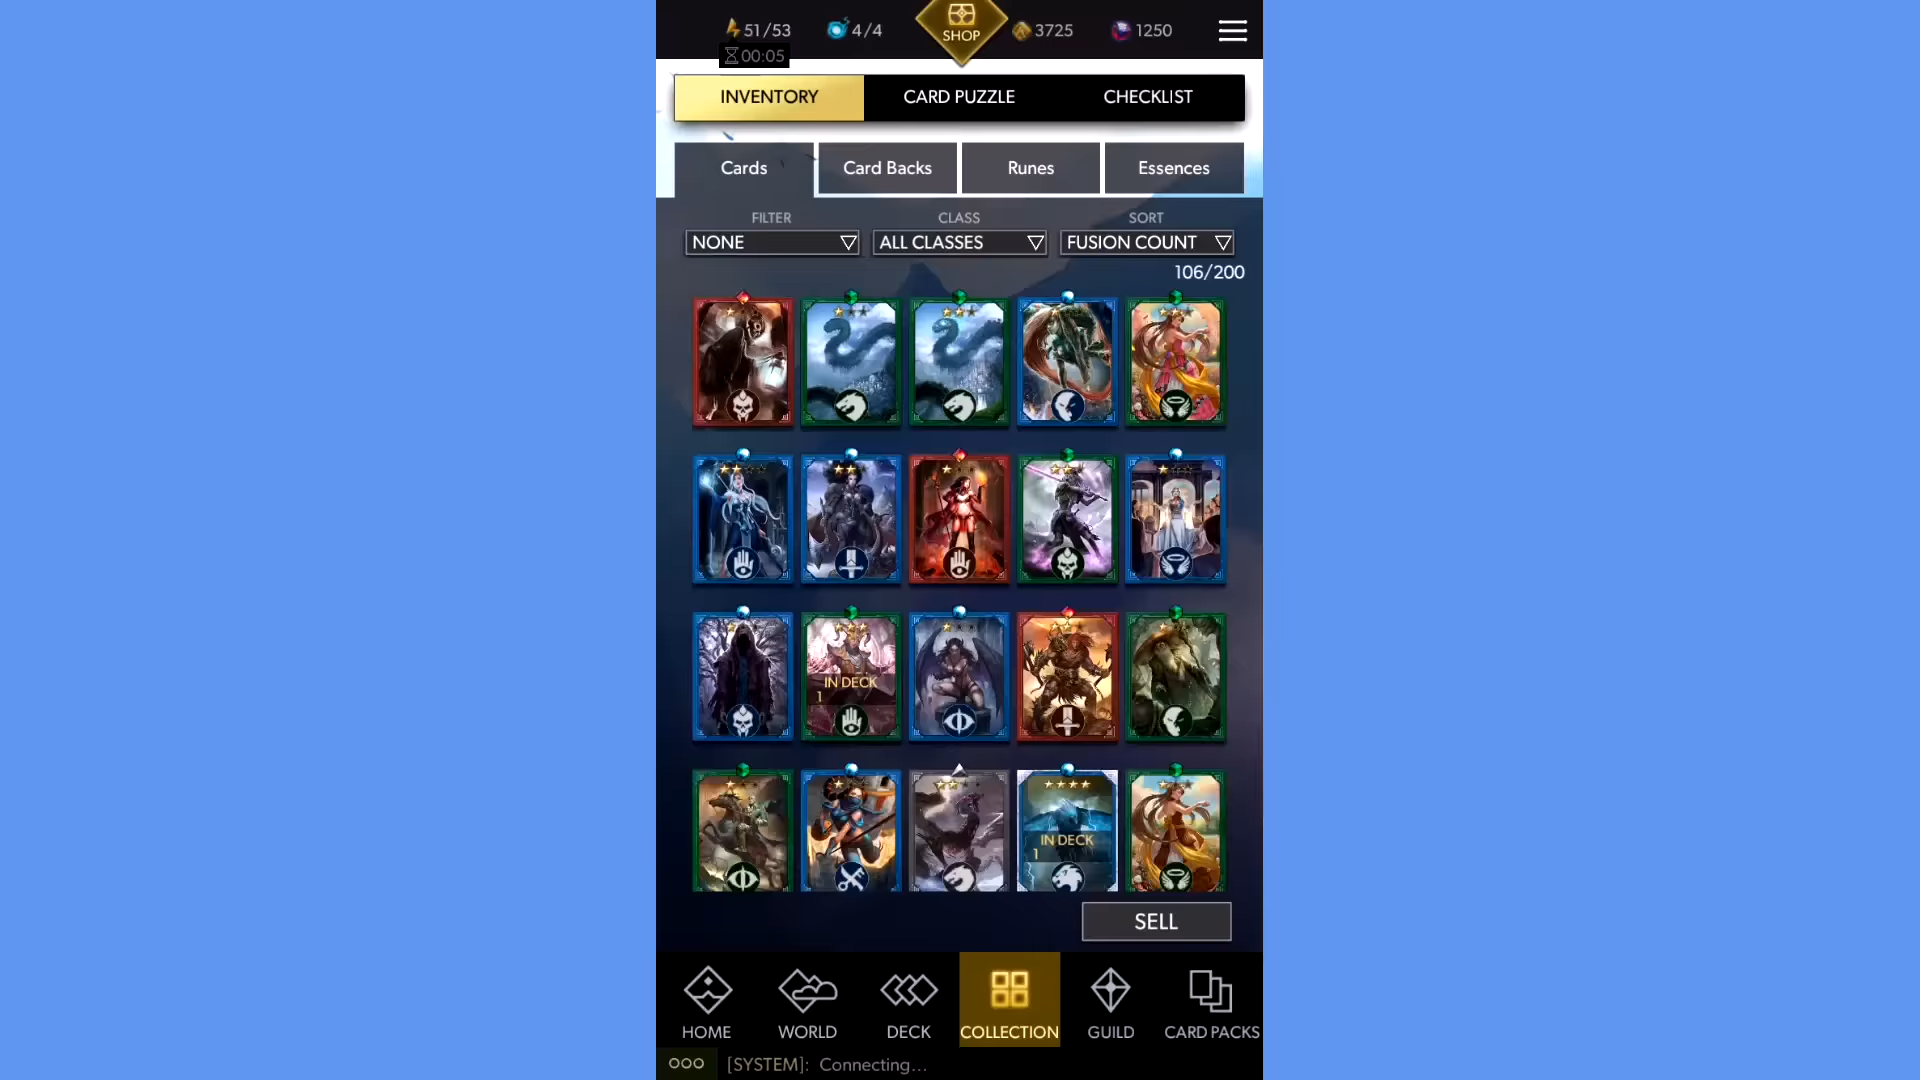 51/53
4/4
SHOP
3725
1250
00:05
INVENTORY
CARD PUZZLE
CHECKLIST
Cards
Card Backs
Runes
Essences
FILTER
CLASS
SORT
NONE
ALL CLASSES
FUSION COUNT
106/200
IN DECK
1
IN DECK
1
SELL
HOME
WORLD
DECK
COLLECTION
GUILD
CARD PACKS
[SYSTEM]: Connecting...